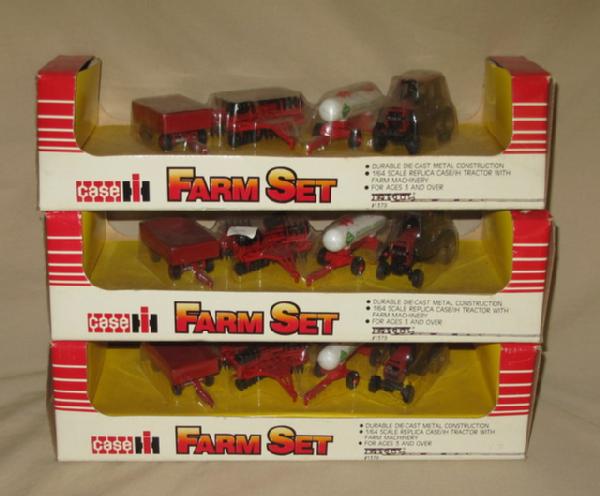 case IH FARM SET
• DURABLE DIE CAST METAL CONSTRUCTION
• 1/64 SCALE REPLICA CASE/IH TRACTOR WITH
FARM MACHINERY
• FOR AGES 3 AND OVER
case IH FARM SET
• DURABLE DIE-CAST METAL CONSTRUCTION
• 1/64 SCALE REPLICA CASE/IH TRACTOR WITH
FARM MACHINERY
• FOR AGES 3 AND OVER
case IH FARM SET
• DURABLE DIE-CAST METAL CONSTRUCTION
• 1/64 SCALE REPLICA CASE/IH TRACTOR WITH
FARM MACHINERY
• FOR AGES 3 AND OVER